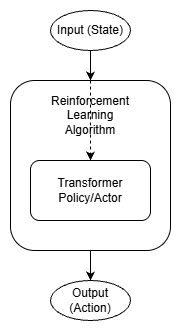 Input (State)
Reinforcement
Learning
Algorithm
Transformer
Policy/Actor
Output
(Action)